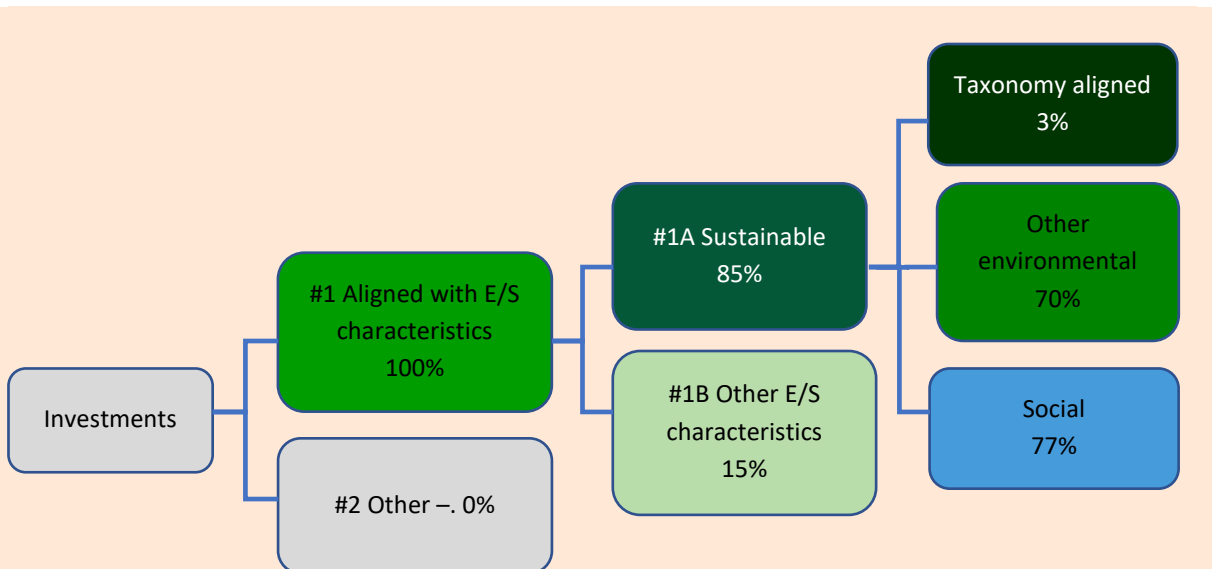 Investments
#1 Aligned with E/S
characteristics
100%
#2 Other –. 0%
#1A Sustainable
85%
#1B Other E/S
characteristics
15%
Taxonomy aligned
3%
Other
environmental
70%
Social
77%